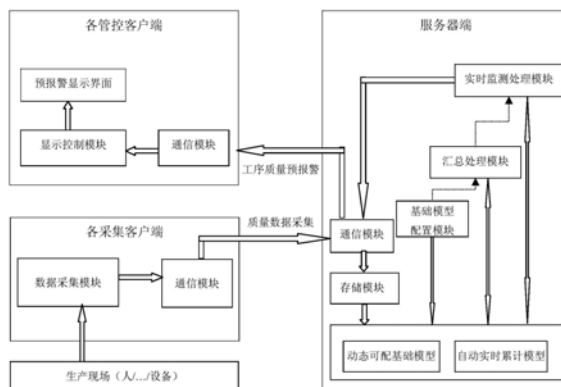 各管控客户端
预报警显示界面
显示控制模块
通信模块
工序质量预报警
各采集客户端
数据采集模块
通信模块
质量数据采集
生产现场（人/.../设备）
服务器端
实时监测处理模块
汇总处理模块
基础模型
配置模块
通信模块
存储模块
动态可配基础模型
自动实时累计模型